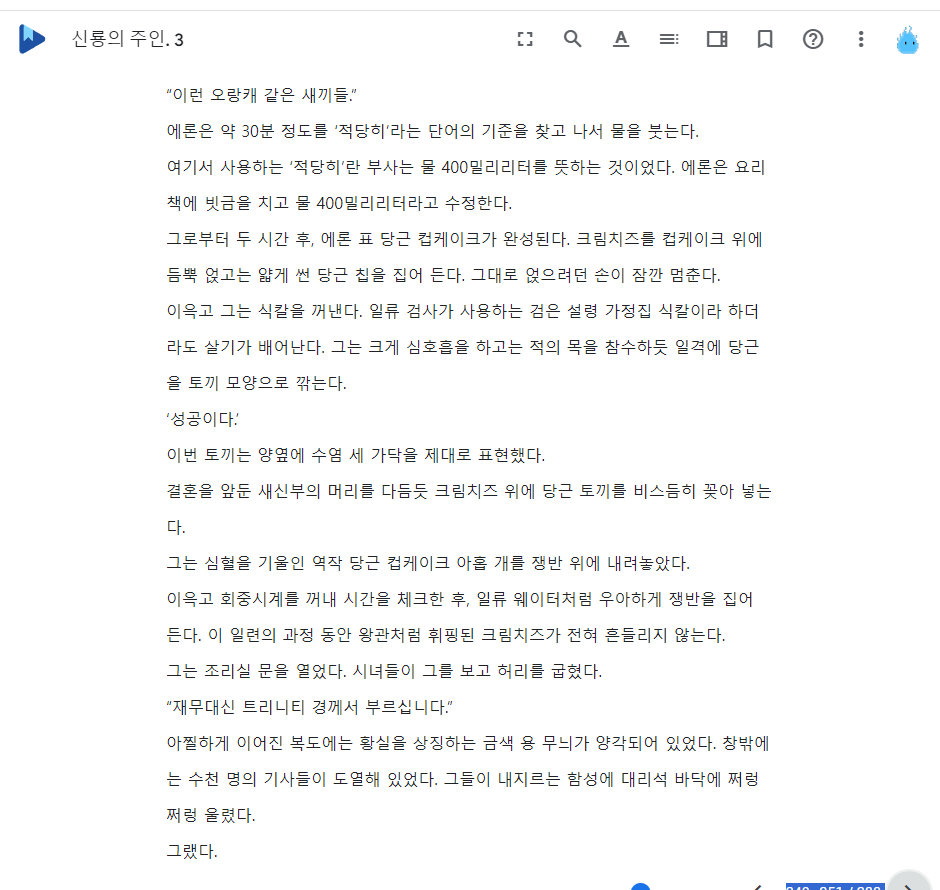 신룡의 주인. 3
“이런 오랑캐 같은 새끼들.”
에론은 약 30분 정도를 ‘적당히’라는 단어의 기준을 찾고 나서 물을 붓는다.
여기서 사용하는 ‘적당히’란 부사는 물 400밀리리터를 뜻하는 것이었다. 에론은 요리
책에 빗금을 치고 물 400밀리리터라고 수정한다.
그로부터 두 시간 후, 에론 표 당근 컵케이크가 완성된다. 크림치즈를 컵케이크 위에
듬뿍 얹고는 얇게 썬 당근 칩을 집어 든다. 그대로 얹으려던 손이 잠깐 멈춘다.
이윽고 그는 식칼을 꺼낸다. 일류 검사가 사용하는 검은 설령 가정집 식칼이라 하더
라도 살기가 배어난다. 그는 크게 심호흡을 하고는 적의 목을 참수하듯 일격에 당근
을 토끼 모양으로 깎는다.
‘성공이다.’
이번 토끼는 양옆에 수염 세 가닥을 제대로 표현했다.
결혼을 앞둔 새신부의 머리를 다듬듯 크림치즈 위에 당근 토끼를 비스듬히 꽂아 넣는
다.
그는 심혈을 기울인 역작 당근 컵케이크 아홉 개를 쟁반 위에 내려놓았다.
이윽고 회중시계를 꺼내 시간을 체크한 후, 일류 웨이터처럼 우아하게 쟁반을 집어
든다. 이 일련의 과정 동안 왕관처럼 휘핑된 크림치즈가 전혀 흔들리지 않는다.
그는 조리실 문을 열었다. 시녀들이 그를 보고 허리를 굽혔다.
“재무대신 트리니티 경께서 부르십니다.”
아찔하게 이어진 복도에는 황실을 상징하는 금색 용 무늬가 양각되어 있었다. 창밖에
는 수천 명의 기사들이 도열해 있었다. 그들이 내지르는 함성에 대리석 바닥에 쩌렁
쩌렁 울렸다.
그랬다.